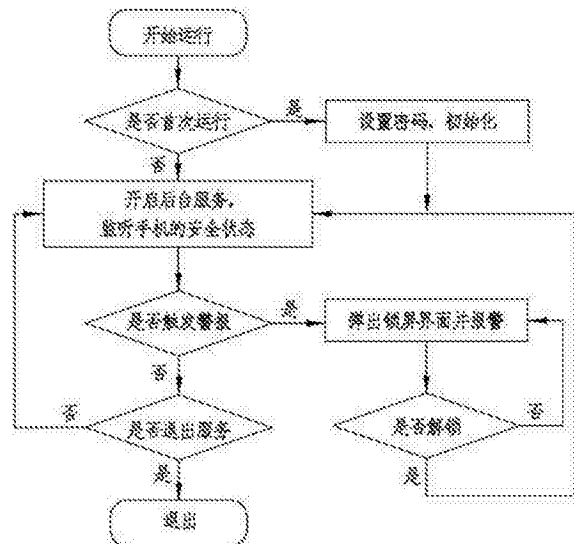 开始运行
是否首次运行
是
设置密码，初始化
否
开启后台服务，
监听手机的安全状态
是否触发警报
是
弹出锁屏界面并报警
否
否
是否退出服务
是否解锁
否
是
是
退出